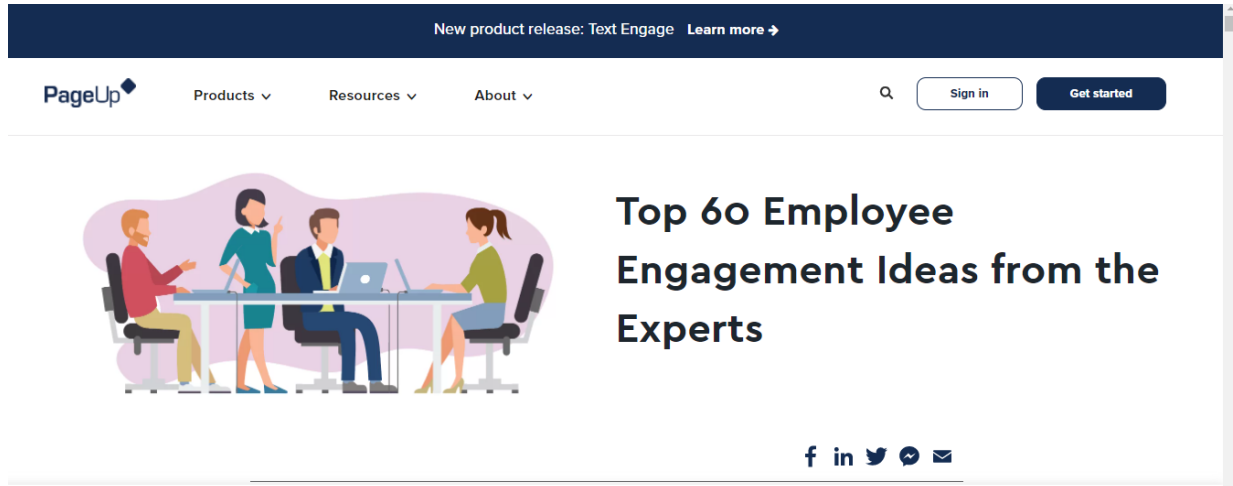 New product release: Text Engage Learn more →
PageUp
Products
Resources
About
Sign in
Get started
Top 60 Employee
Engagement Ideas from the
Experts